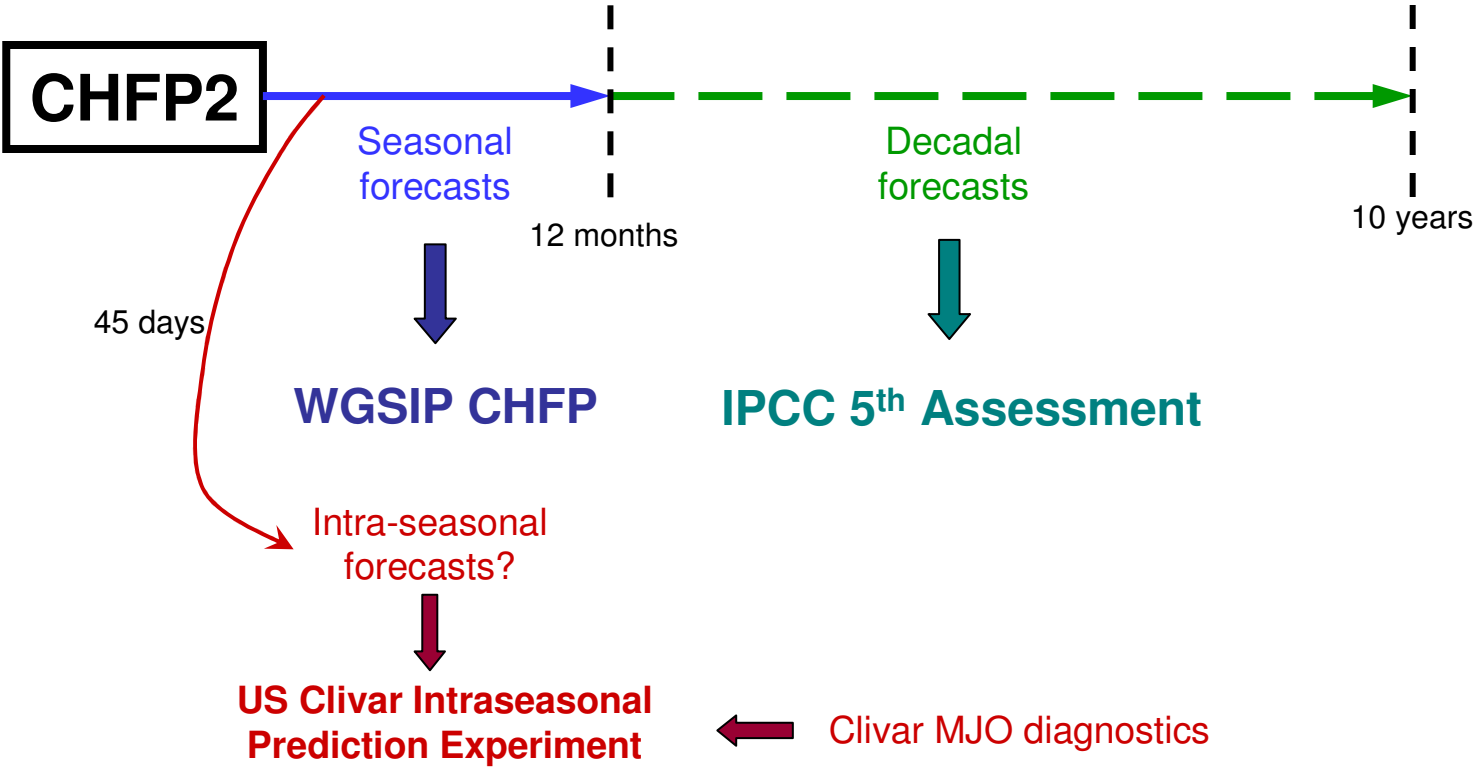 CHFP2
Seasonal
forecasts
Decadal
forecasts
12 months
10 years
45 days
WGSIP CHFP
IPCC 5th Assessment
Intra-seasonal
forecasts?
US Clivar Intraseasonal
Prediction Experiment
Clivar MJO diagnostics